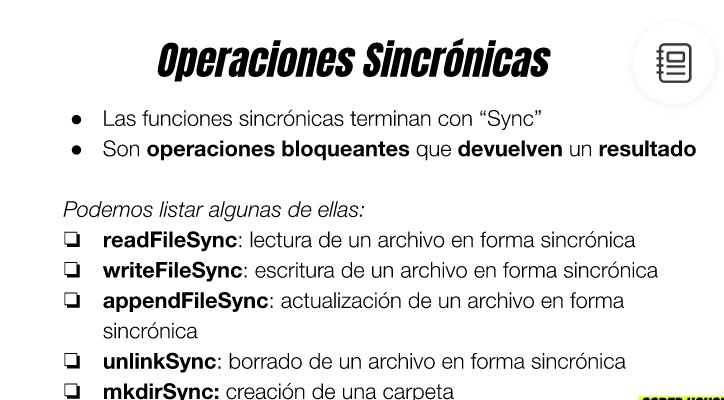 Operaciones Sincrónicas
● Las funciones sincrónicas terminan con “Sync”
● Son operaciones bloqueantes que devuelven un resultado
Podemos listar algunas de ellas:
❏ readFileSync: lectura de un archivo en forma sincrónica
❏ writeFileSync: escritura de un archivo en forma sincrónica
❏ appendFileSync: actualización de un archivo en forma
sincrónica
❏ unlinkSync: borrado de un archivo en forma sincrónica
❏ mkdirSync: creación de una carpeta